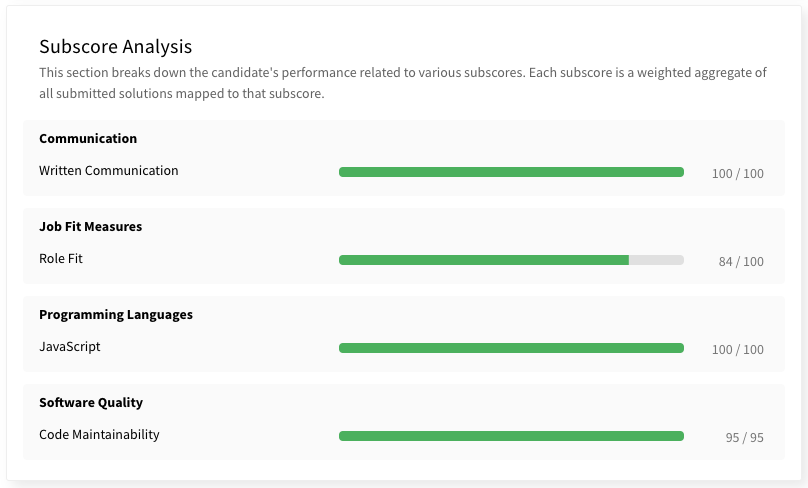 Subscore Analysis
This section breaks down the candidate's performance related to various subscores. Each subscore is a weighted aggregate of
all submitted solutions mapped to that subscore.
Communication
Written Communication 100 / 100
Job Fit Measures
Role Fit 84 / 100
Programming Languages
JavaScript 100 / 100
Software Quality
Code Maintainability 95 / 95